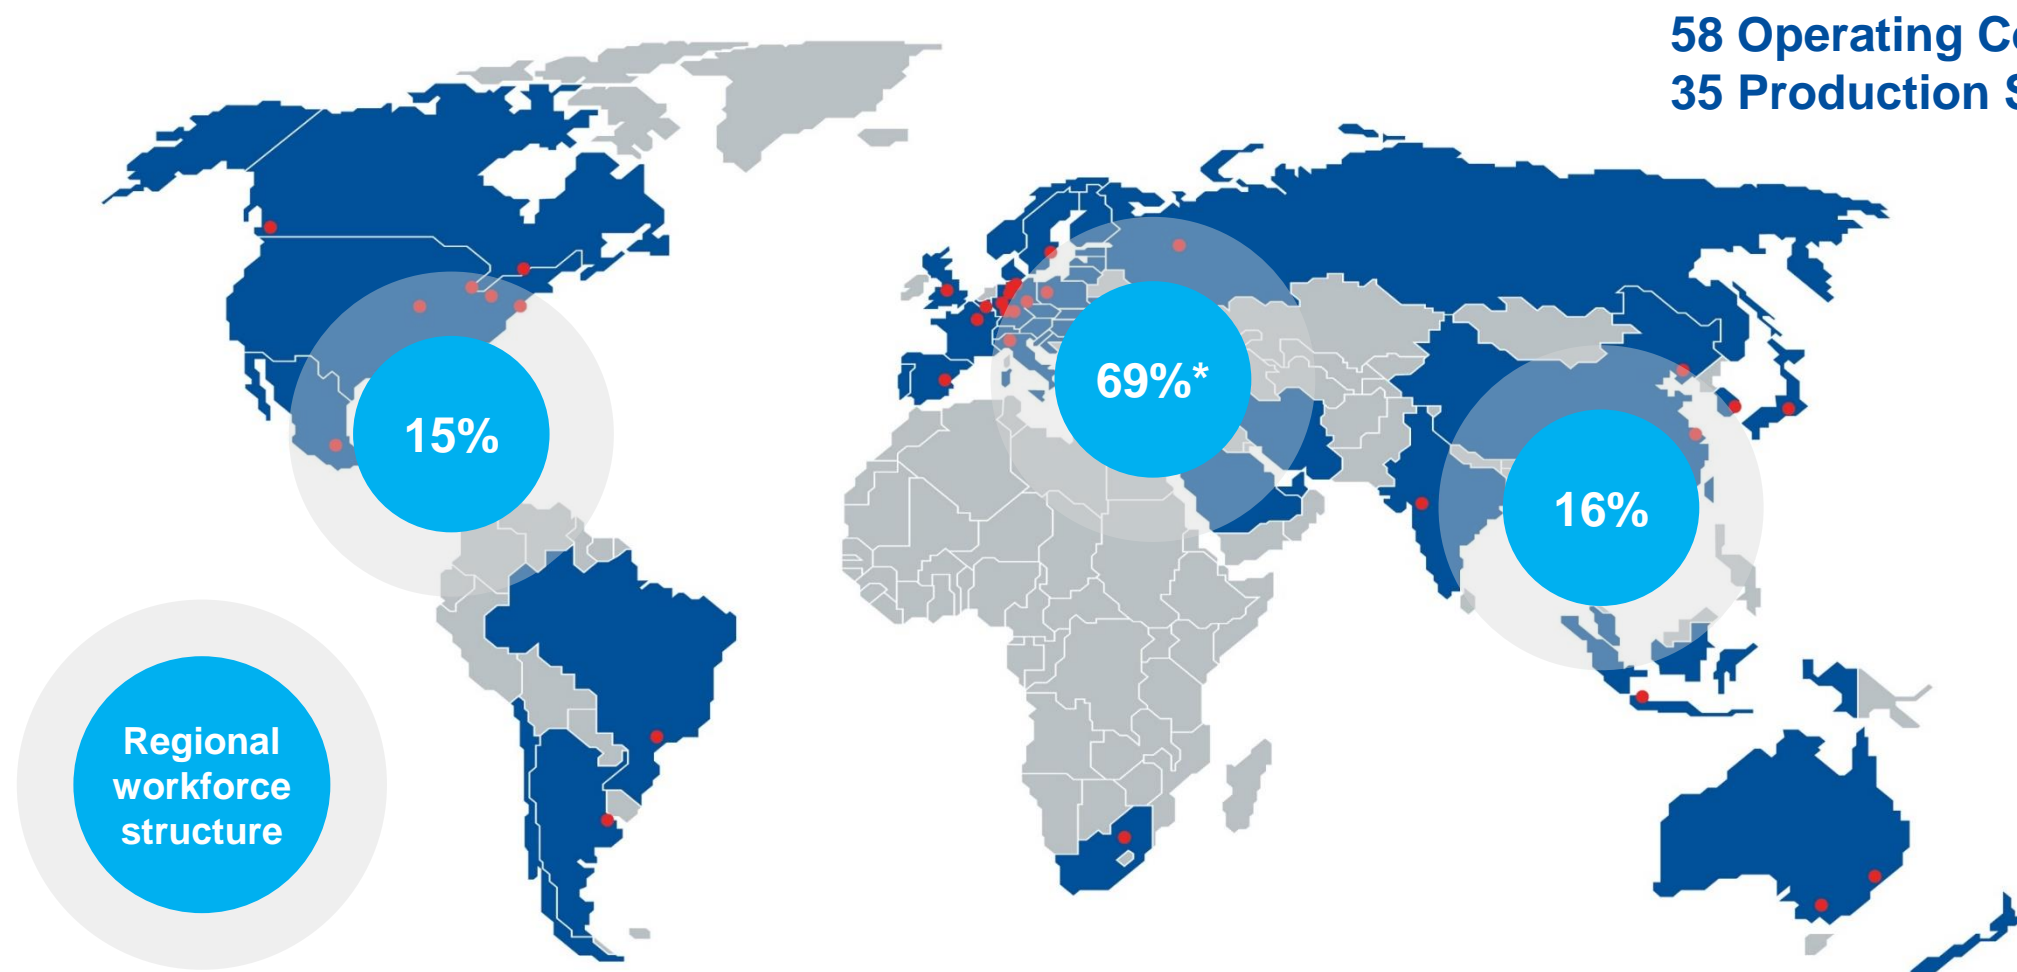 58 Operating
35 Production
69%*
15%
16%
Regional
workforce
structure